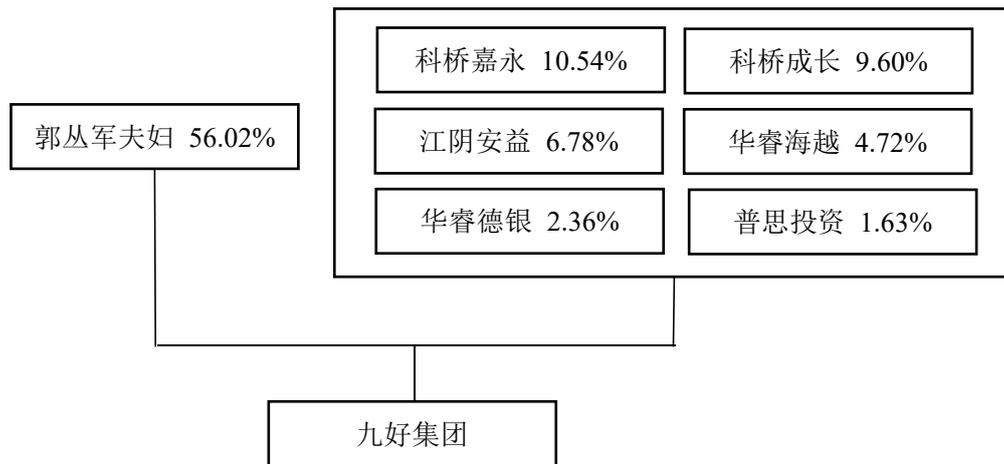 科桥嘉永 10.54%
科桥成长 9.60%
郭丛军夫妇 56.02%
江阴安益 6.78%
华睿海越 4.72%
华睿德银 2.36%
普思投资 1.63%
九好集团